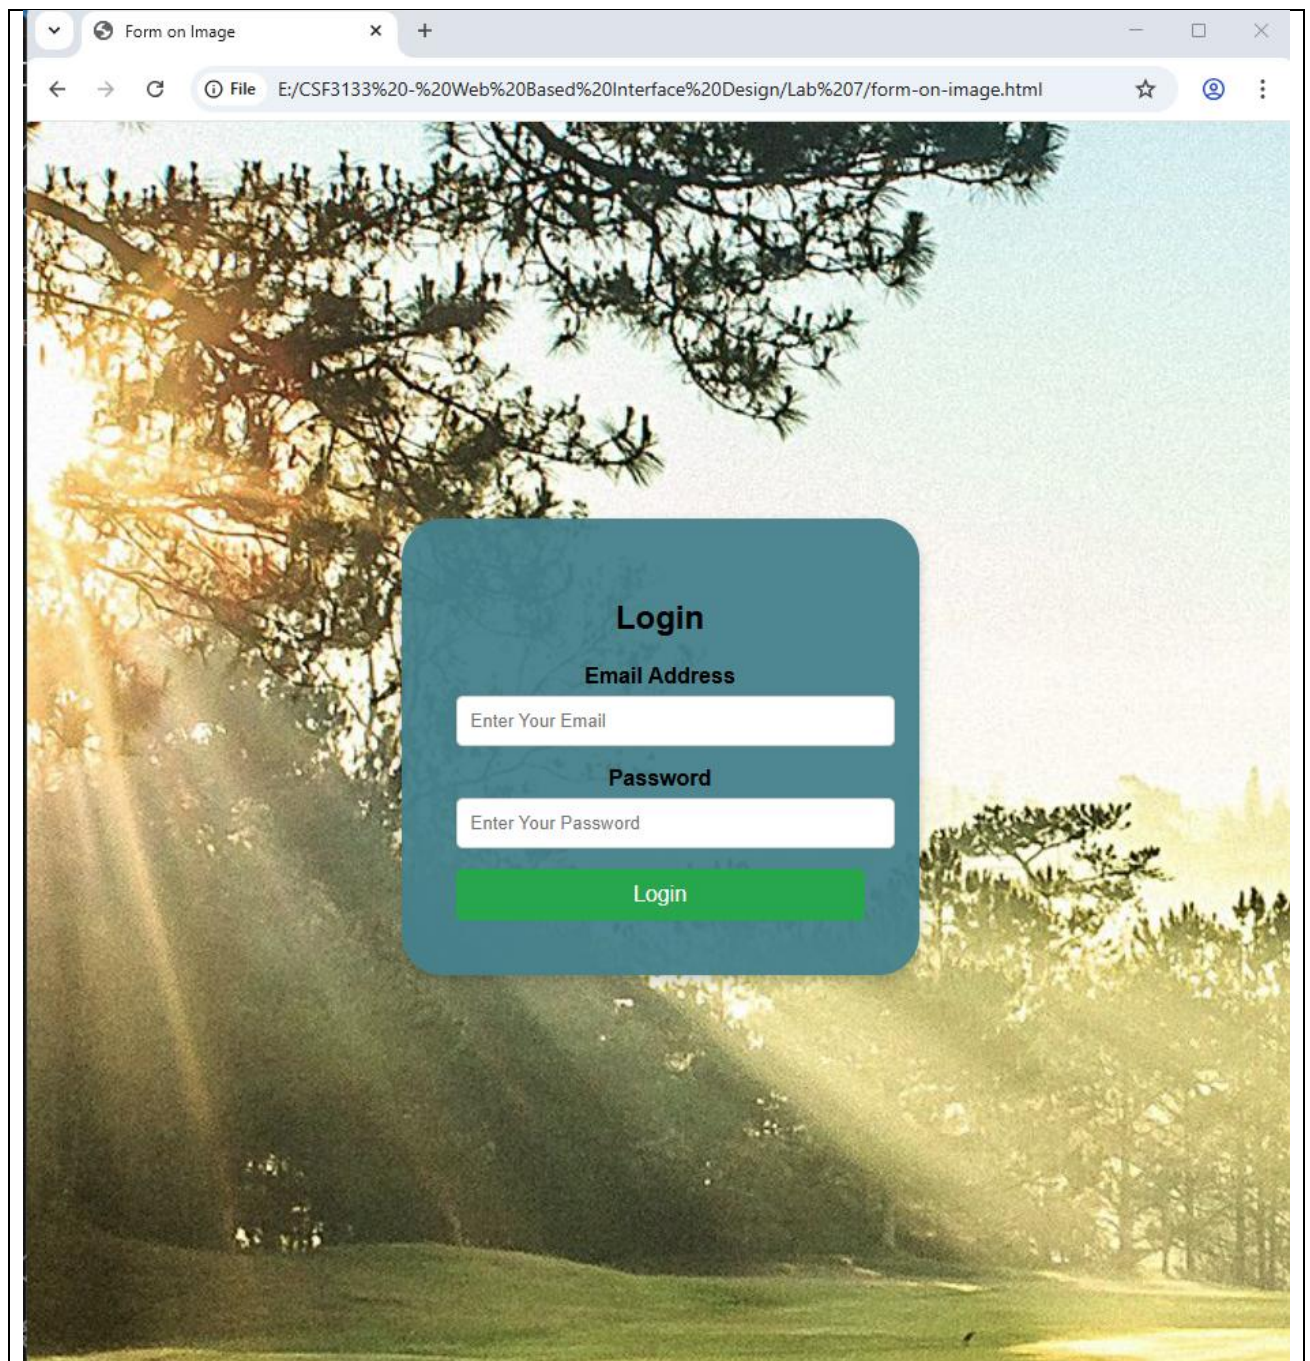 Form on Image
File E:/CSF3133%20-%20Web%20Based%20Interface%20Design/Lab%207/form-on-image.html
Login
Email Address
Enter Your Email
Password
Enter Your Password
Login